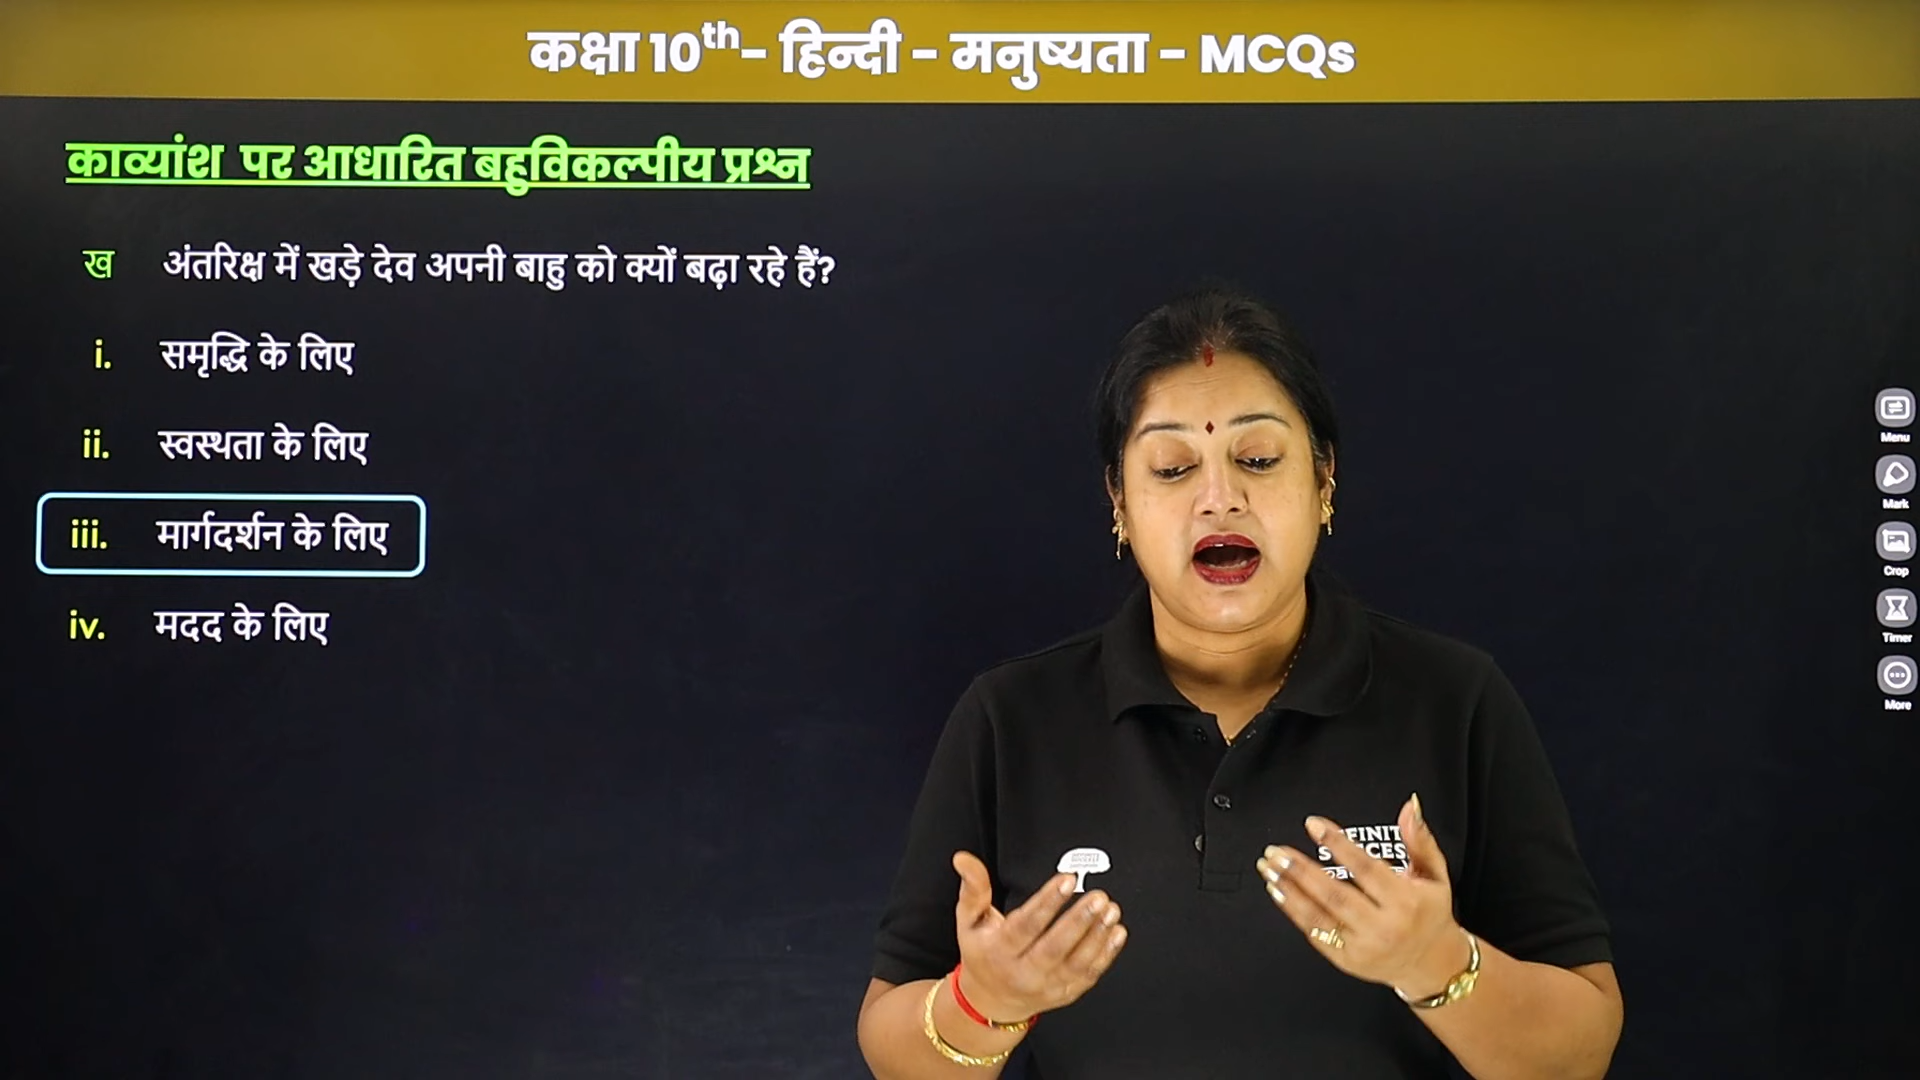 कक्षा 10th- हिन्दी - मनुष्यता - MCQs
काव्यांश पर आधारित बहुविकल्पीय प्रश्न
ख अंतरिक्ष में खड़े देव अपनी बाहु को क्यों बढ़ा रहे हैं?
i. समृद्धि के लिए
ii. स्वस्थता के लिए
iii. मार्गदर्शन के लिए
iv. मदद के लिए
Menu
Mark
Crop
Timer
More